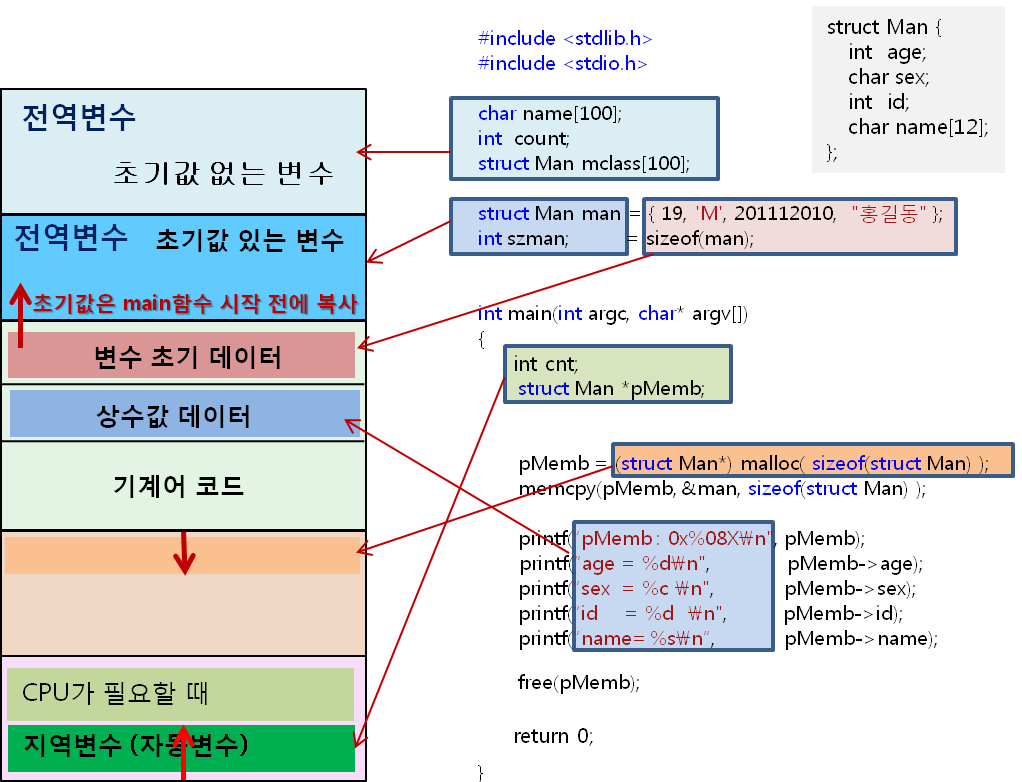 전역변수
초기값 없는 변수
전역변수 초기값 있는 변수
초기값은 main함수 시작 전에 복사
변수 초기 데이터
상수값 데이터
기계어 코드
CPU가 필요할 때
지역변수 (자동변수)
#include <stdlib.h>
#include <stdio.h>
char name[100];
int count;
struct Man mclass[100];
struct Man man = { 19, 'M', 201112010, "홍길동" };
int szman; = sizeof(man);
int main(int argc, char* argv[])
{
int cnt;
struct Man *pMemb;
pMemb = (struct Man*) malloc( sizeof(struct Man) );
memcpy(pMemb, &man, sizeof(struct Man) );
printf("pMemb : 0x%08X\n", pMemb);
printf("age = %d\n", pMemb->age);
printf("sex = %c \n", pMemb->sex);
printf("id = %d \n", pMemb->id);
printf("name= %s\n", pMemb->name);
free(pMemb);
return 0;
}
struct Man {
int age;
char sex;
int id;
char name[12];
};